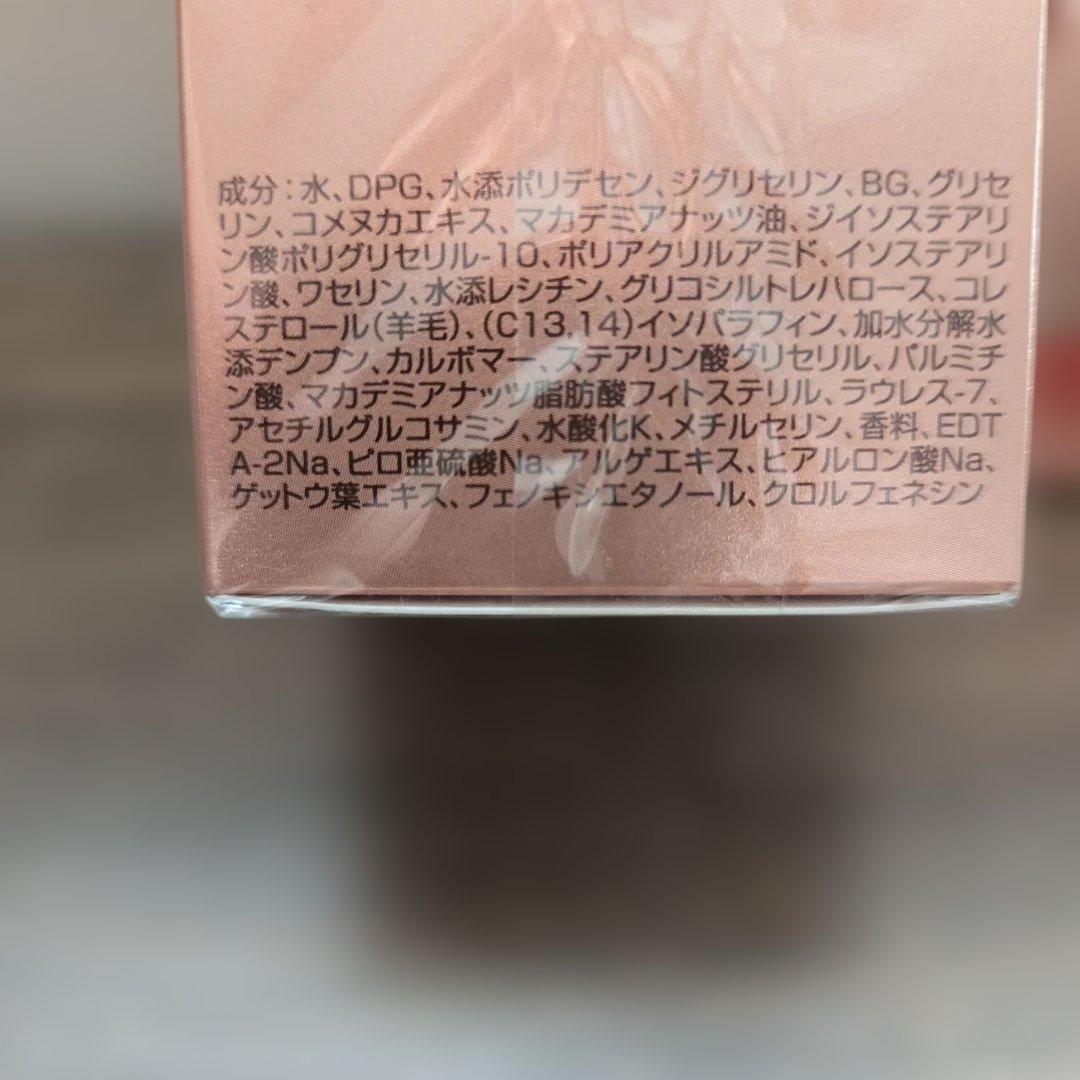 成分：水、DPG、水添ポリデセン、ジグリセリン、BG、グリセ
リン、コメヌカエキス、マカデミアナッツ油、ジイソステアリ
ン酸ポリグリセリル-10、ポリアクリルアミド、イソステアリ
ン酸、ワセリン、水添レシチン、グリコシルトレハロース、コレ
ステロール(羊毛)、(C13,14)イソパラフィン、加水分解水
添デンプン、カルボマー、ステアリン酸グリセリル、パルミチ
ン酸、マカデミアナッツ脂肪酸フィトステリル、ラウレス-7、
アセチルグルコサミン、水酸化K、メチルセリン、香料、EDT
A-2Na、ピロ亜硫酸Na、アルゲエキス、ヒアルロン酸Na、
ゲットウ葉エキス、フェノキシエタノール、クロルフェネシン